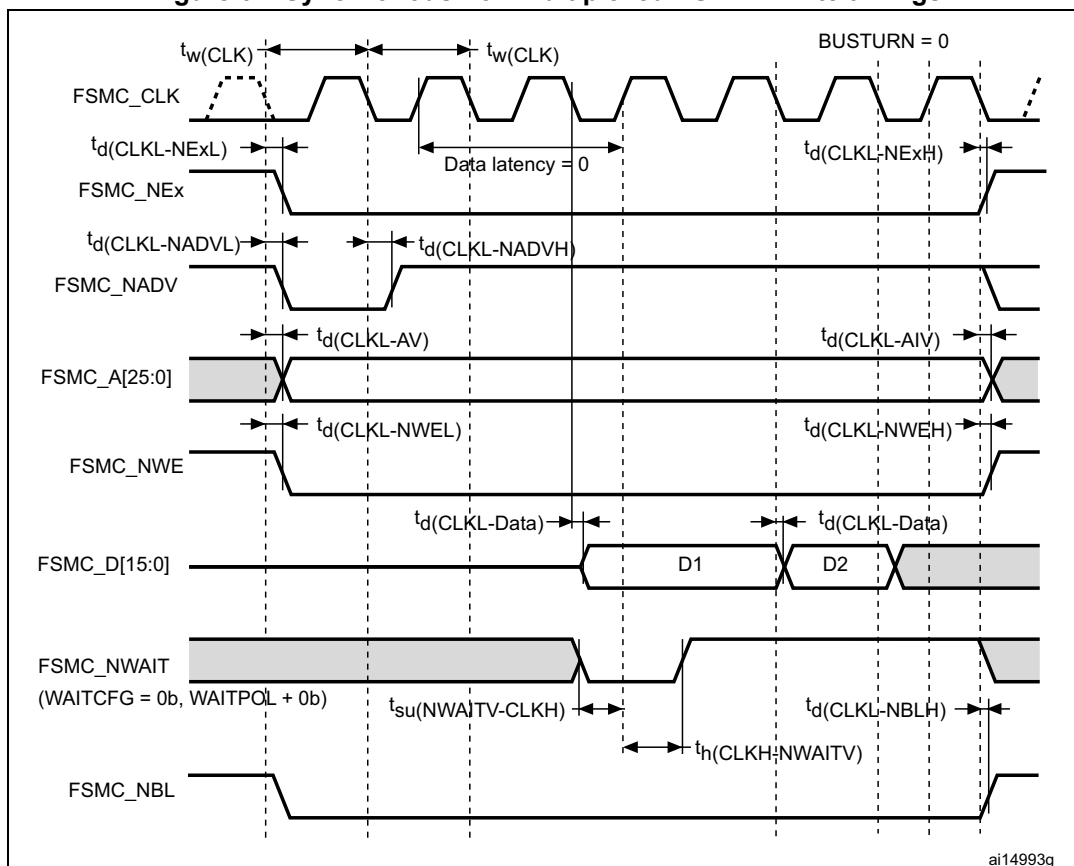 BUSTURN = 0
tw(CLK) tw(CLK)
FSMC_CLK
td(CLKL-NExL) Data latency = 0 td(CLKL-NExH)
FSMC_NEx
td(CLKL-NADVL) td(CLKL-NADVH)
FSMC_NADV
td(CLKL-AV) td(CLKL-AIV)
FSMC_A[25:0]
td(CLKL-NWEL) td(CLKL-NWEH)
FSMC_NWE
td(CLKL-Data) td(CLKL-Data)
FSMC_D[15:0] D1 D2
FSMC_NWAIT
(WAITCFG = 0b, WAITPOL + 0b)
tsu(NWAITV-CLKH) td(CLKL-NBLH)
th(CLKH-NWAITV)
FSMC_NBL
ai14993g